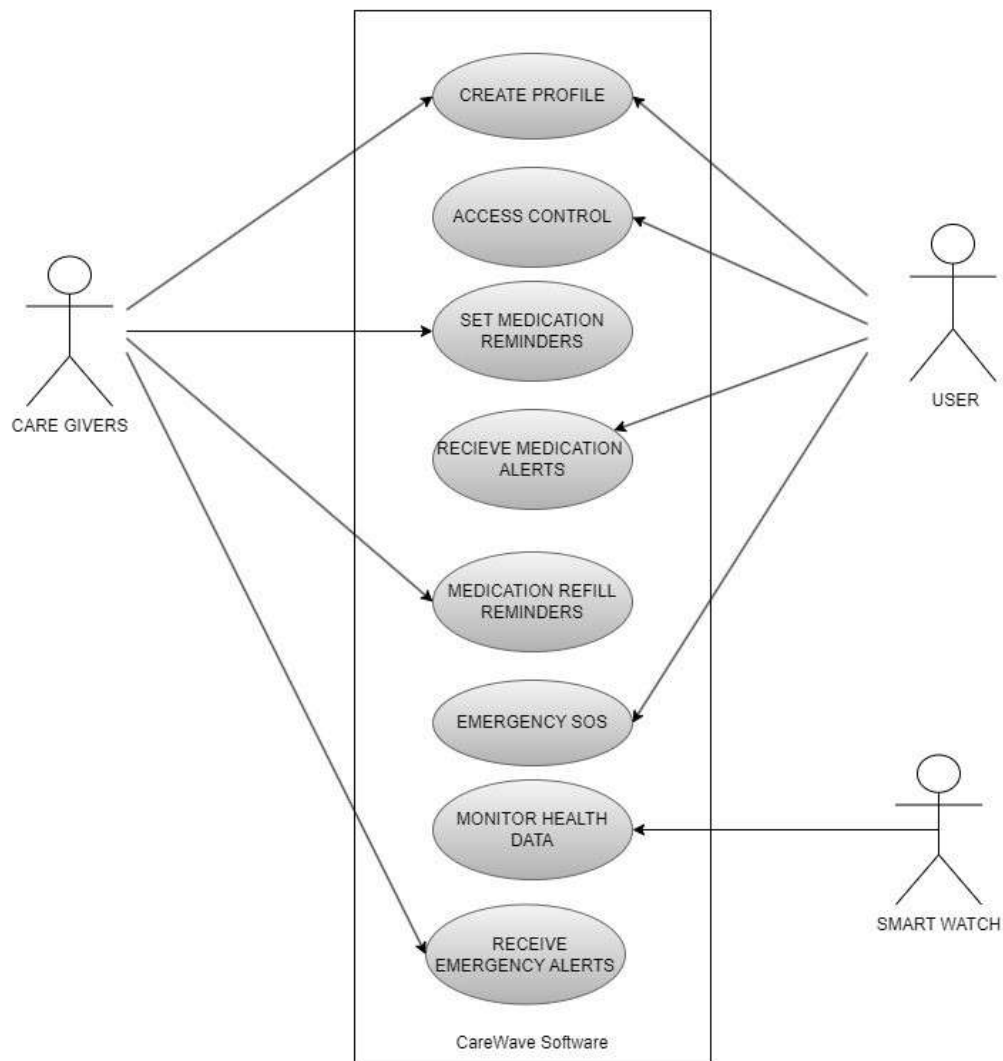 CREATE PROFILE
ACCESS CONTROL
SET MEDICATION
REMINDERS
CARE GIVERS
USER
RECIEVE MEDICATION
ALERTS
MEDICATION REFILL
REMINDERS
EMERGENCY SOS
MONITOR HEALTH
DATA
SMART WATCH
RECEIVE
EMERGENCY ALERTS
CareWave Software